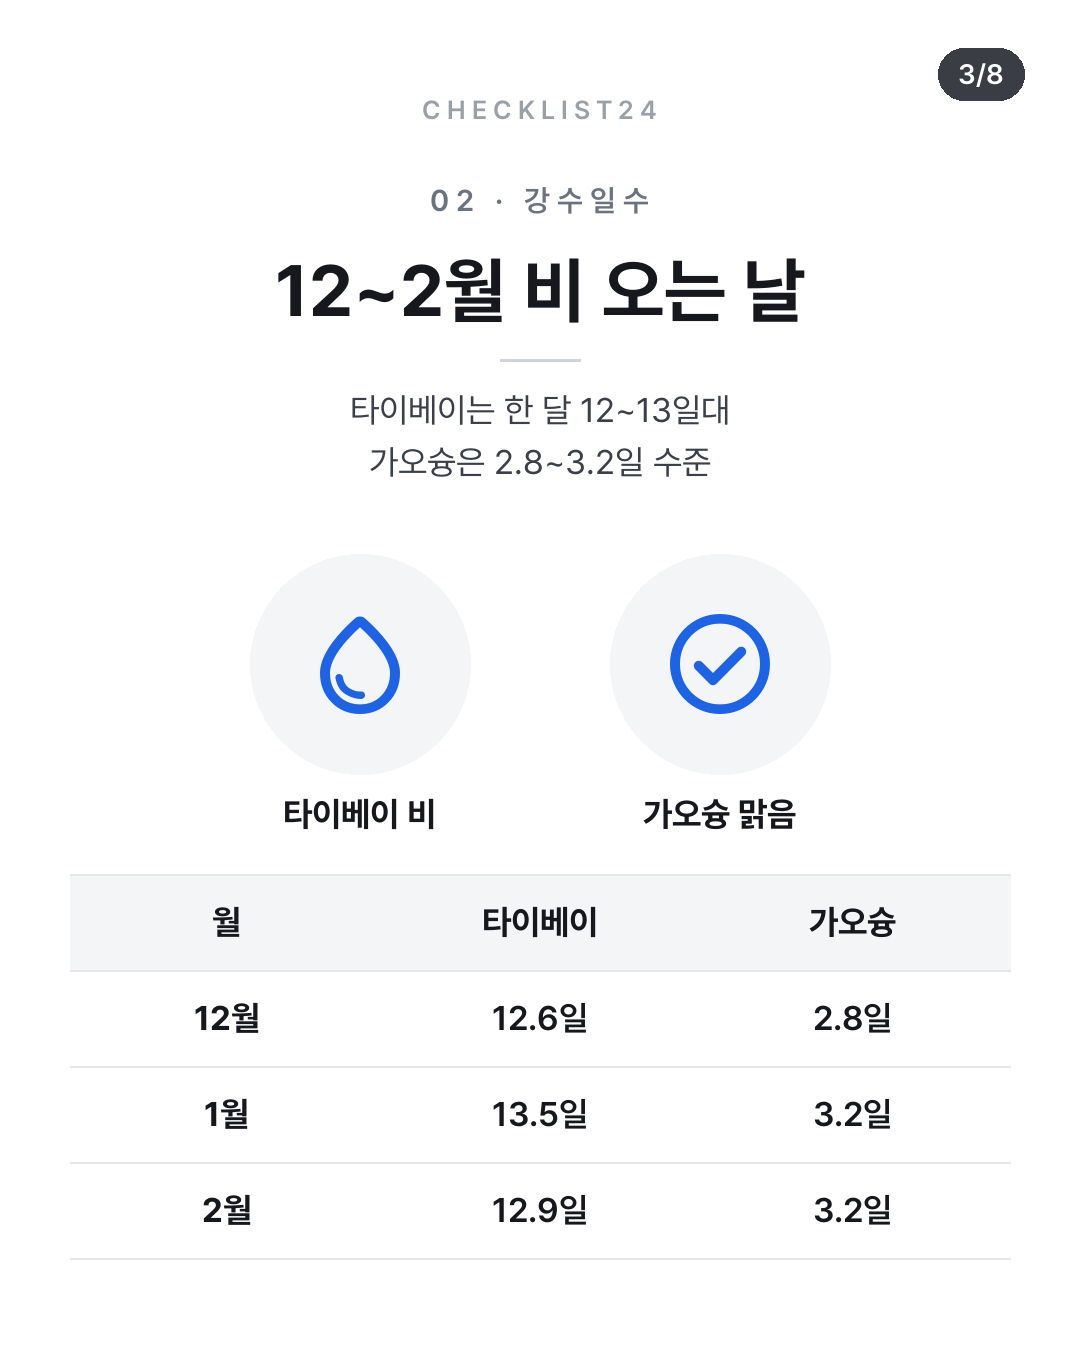 3/8
CHECKLIST24
02 · 강수일수
12~2월 비 오는 날
타이베이는 한 달 12~13일대
가오슝은 2.8~3.2일 수준
타이베이 비
가오슝 맑음
월 타이베이 가오슝
12월 12.6일 2.8일
1월 13.5일 3.2일
2월 12.9일 3.2일